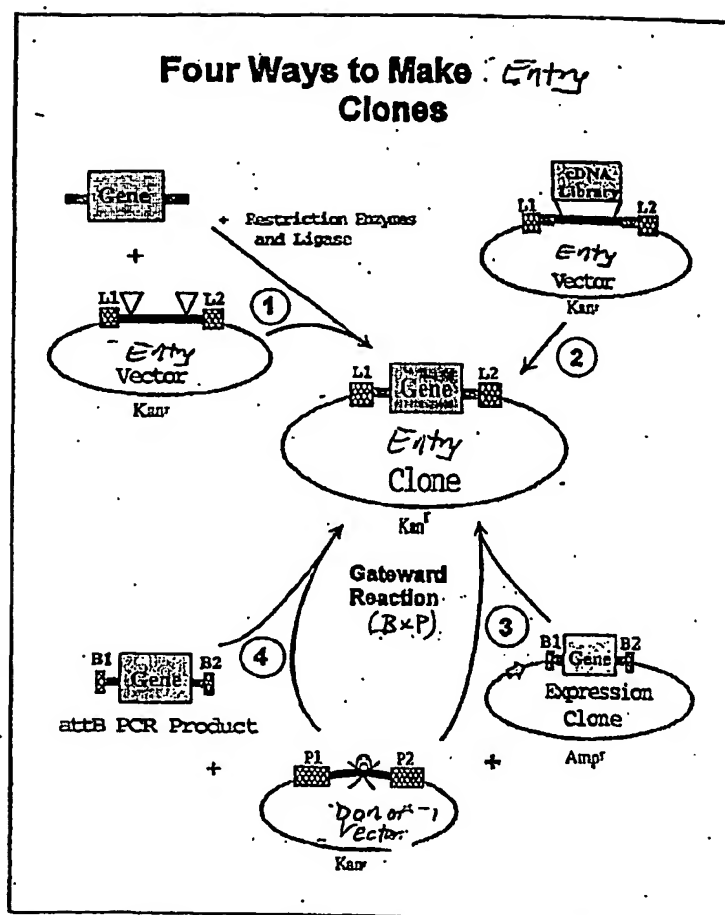 Four Ways to Make Entry
Clones
Gene
+ Restriction Enzymes
and Ligase
+
L1 L2
Entry
Vector
Kanr
1
cDNA
Library
L1 L2
Entry
Vector
Kanr
2
L1 Gene L2
Entry
Clone
Kanr
Gateward
Reaction
(B×P)
4
3
B1 Gene B2
attB PCR Product
+
B1 Gene B2
Expression
Clone
Ampr
+
P1 P2
Donor
Vector
Kanr